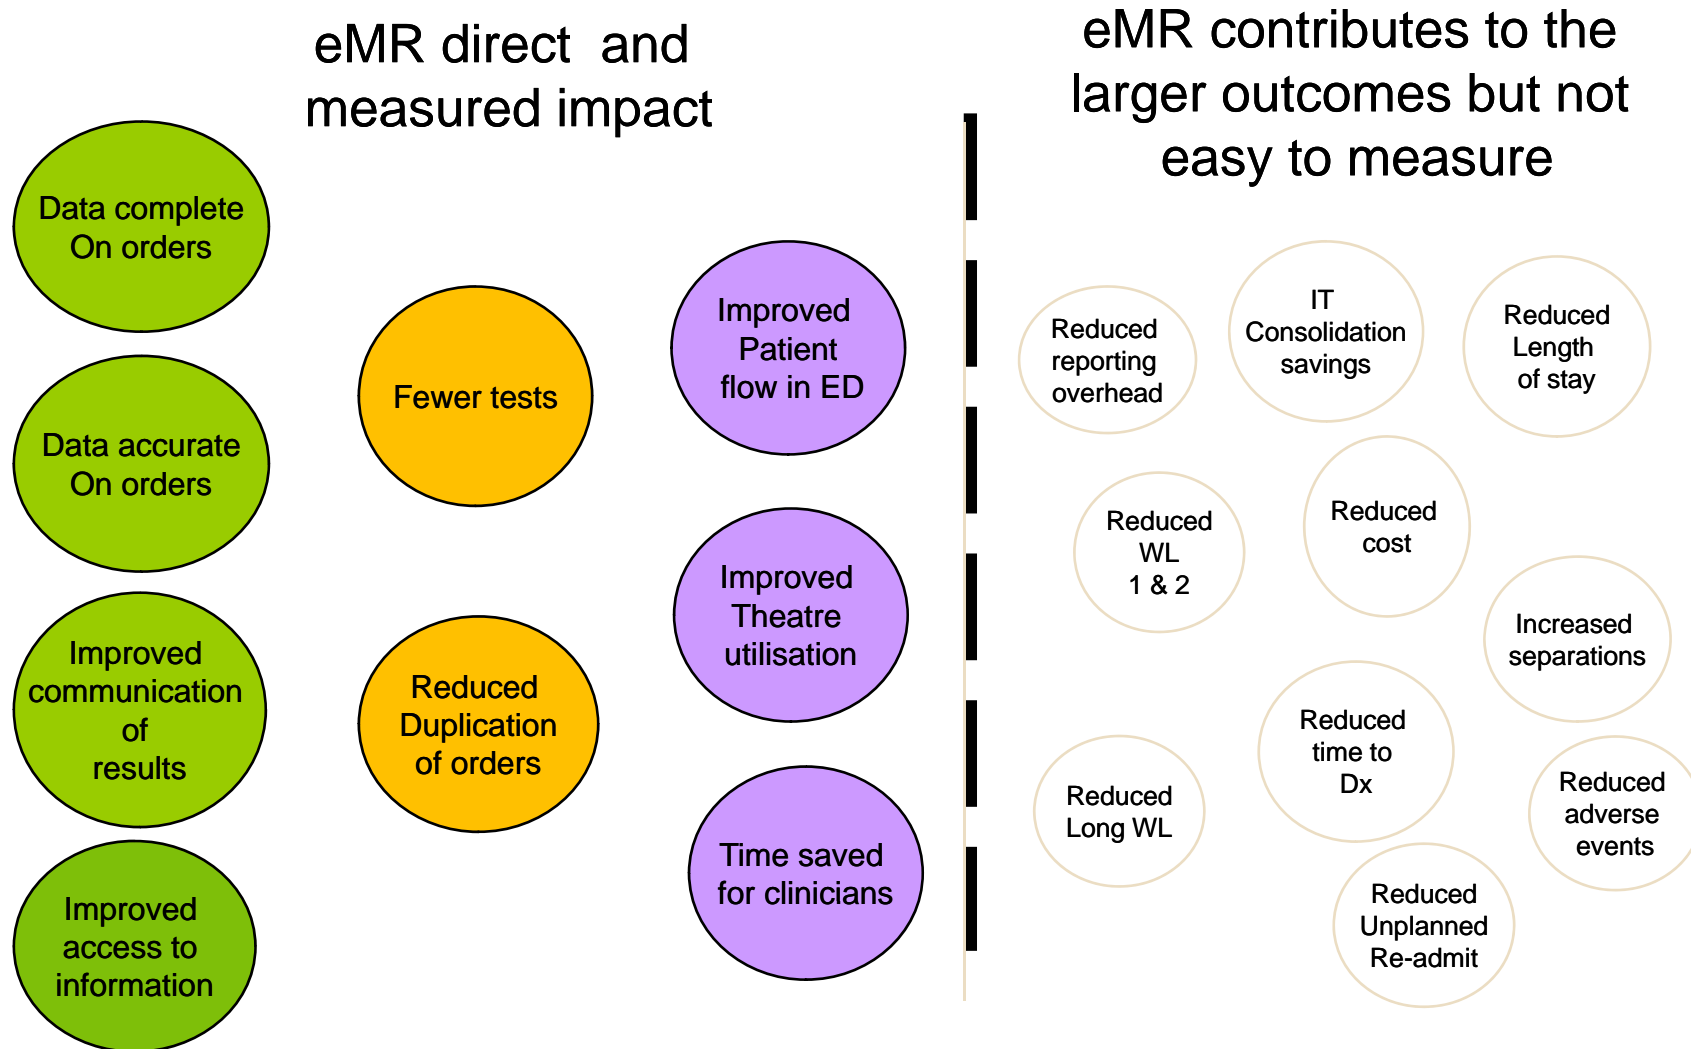 eMR direct and
measured impact
eMR contributes to the
larger outcomes but not
easy to measure
Data complete
On orders
Data accurate
On orders
Improved
communication
of
results
Improved
access to
information
Fewer tests
Reduced
Duplication
of orders
Improved
Patient
flow in ED
Improved
Theatre
utilisation
Time saved
for clinicians
Reduced
reporting
overhead
IT
Consolidation
savings
Reduced
Length
of stay
Reduced
WL
1 & 2
Reduced
cost
Increased
separations
Reduced
Long WL
Reduced
time to
Dx
Reduced
adverse
events
Reduced
Unplanned
Re-admit